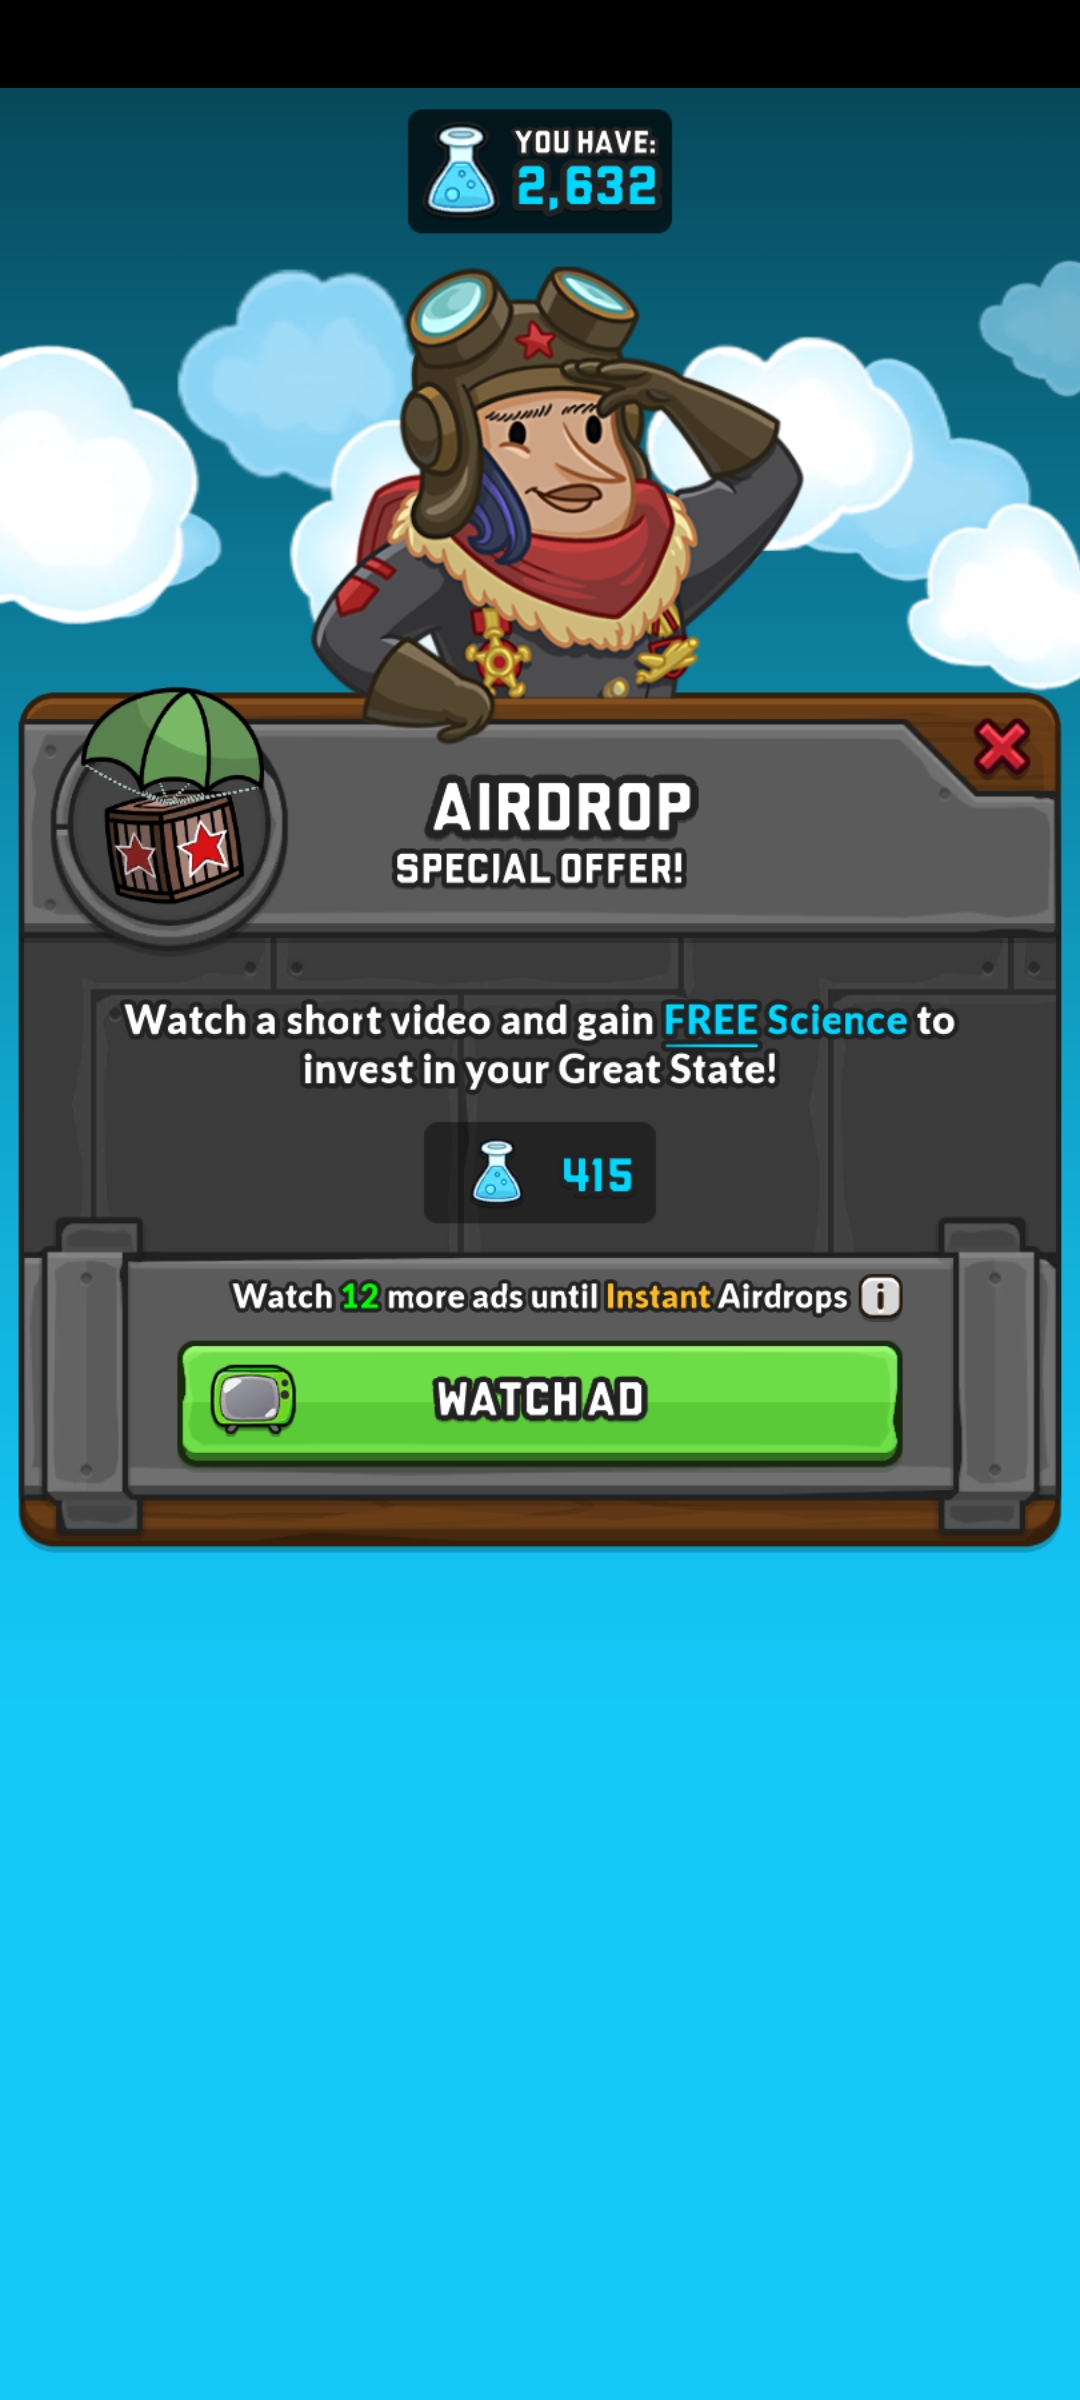 YOU HAVE:
2,632
AIRDROP
SPECIAL OFFER!
Watch a short video and gain FREE Science to
invest in your Great State!
415
Watch 12 more ads until Instant Airdrops i
WATCH AD